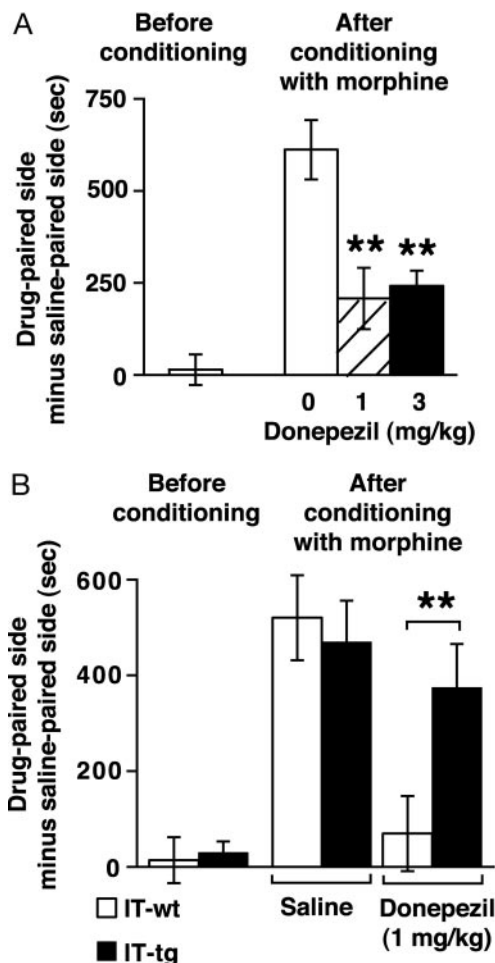 A
Before
conditioning
After
conditioning
with morphine
Drug-paired side
minus saline-paired side (sec)
750
500
250
0
**
**
0 1 3
Donepezil (mg/kg)
B
Before
conditioning
After
conditioning
with morphine
Drug-paired side
minus saline-paired side (sec)
600
400
200
0
**
IT-wt
IT-tg
Saline
Donepezil
(1 mg/kg)